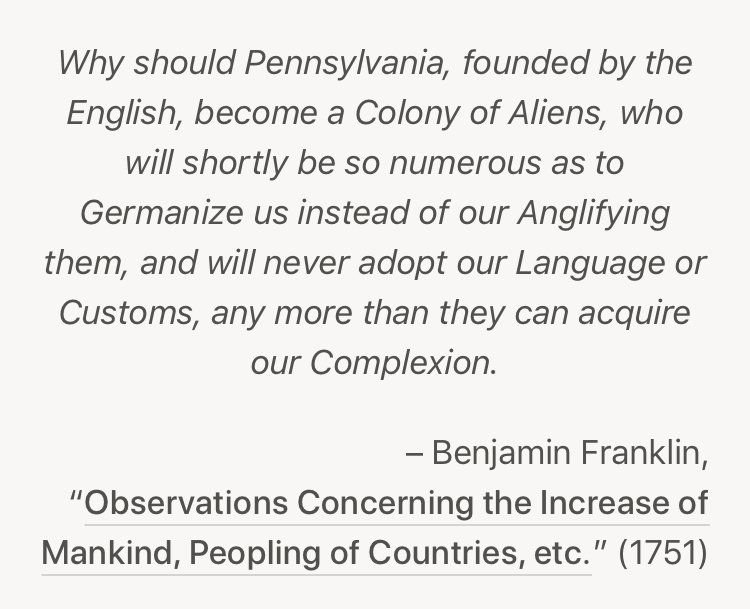 Why should Pennsylvania, founded by the
English, become a Colony of Aliens, who
will shortly be so numerous as to
Germanize us instead of our Anglifying
them, and will never adopt our Language or
Customs, any more than they can acquire
our Complexion.
– Benjamin Franklin,
“Observations Concerning the Increase of
Mankind, Peopling of Countries, etc.” (1751)